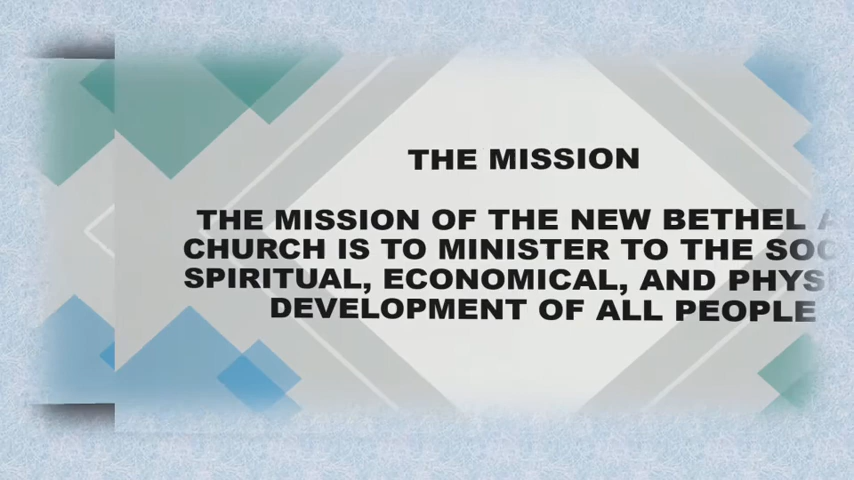 THE MISSION
THE MISSION OF THE NEW BETHEL
CHURCH IS TO MINISTER TO THE
SPIRITUAL, ECONOMICAL, AND
DEVELOPMENT OF ALL PEOPLE